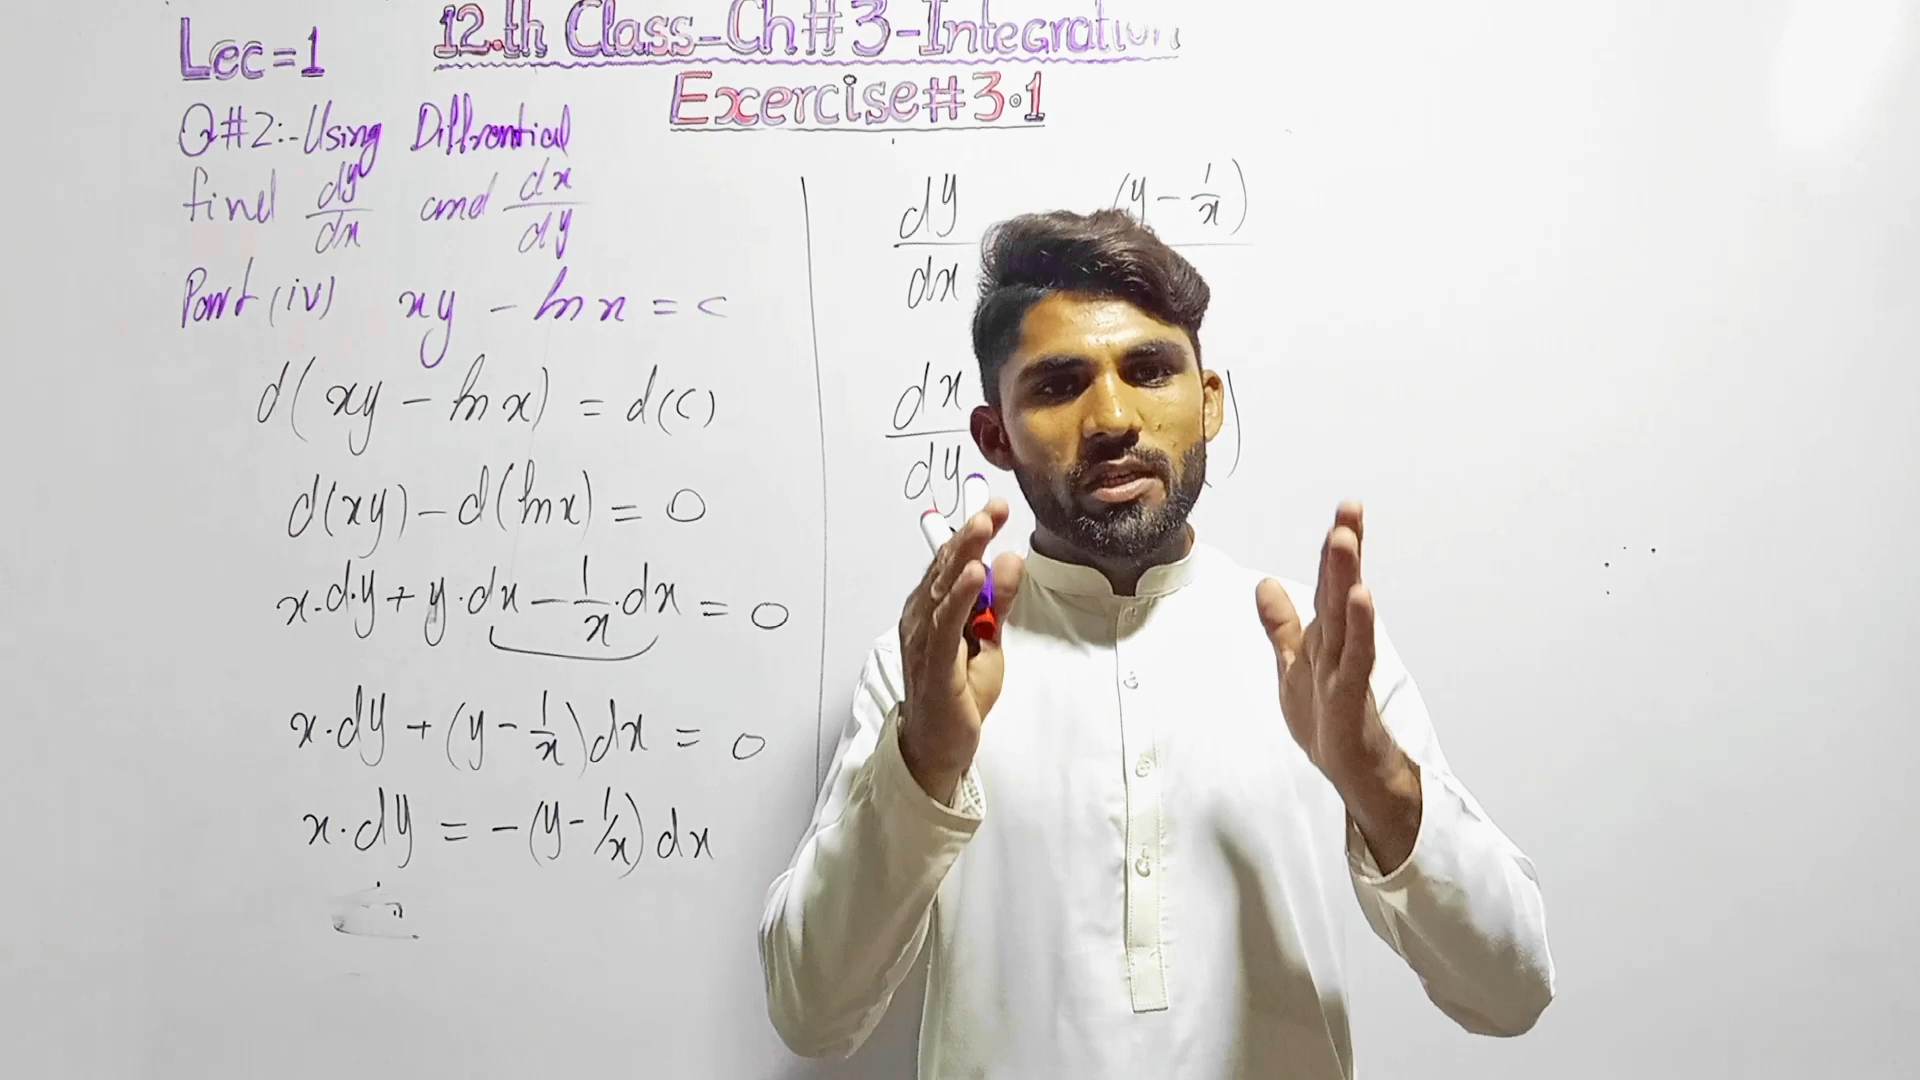 Lec=1
12.th Class-Ch#3-Integration
Exercise#3.1
Q#2:-Using Diffrential
find dy/dx and dx/dy
Part (iv) xy - ln x = c
d(xy - ln x) = d(c)
d(xy) - d(ln x) = 0
x.d.y + y.dx - 1/x.dx = 0
x.dy + (y - 1/x)dx = 0
x.dy = -(y - 1/x) dx
dy/dx (y - 1/x)
dx/dy )